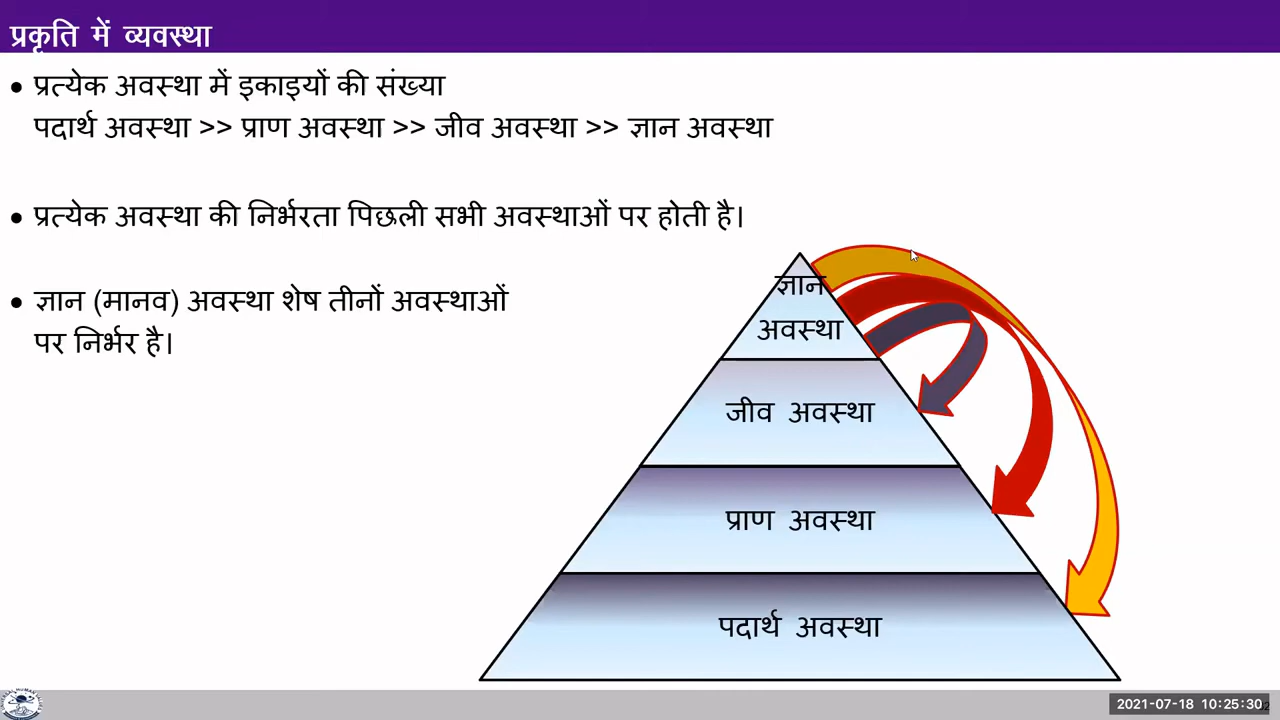 प्रकृति में व्यवस्था
• प्रत्येक अवस्था में इकाइयों की संख्या
पदार्थ अवस्था >> प्राण अवस्था >> जीव अवस्था >> ज्ञान अवस्था
• प्रत्येक अवस्था की निर्भरता पिछली सभी अवस्थाओं पर होती है।
• ज्ञान (मानव) अवस्था शेष तीनों अवस्थाओं
पर निर्भर है।
ज्ञान
अवस्था
जीव अवस्था
प्राण अवस्था
पदार्थ अवस्था
2021-07-18 10:25:30